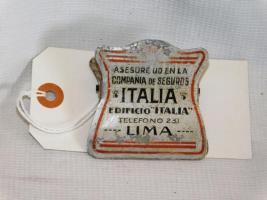 ASEGURE UD EN LA
COMPAÑIA DE SEGUROS
"ITALIA"
EDIFICIO "ITALIA"
TELEFONO 231
LIMA